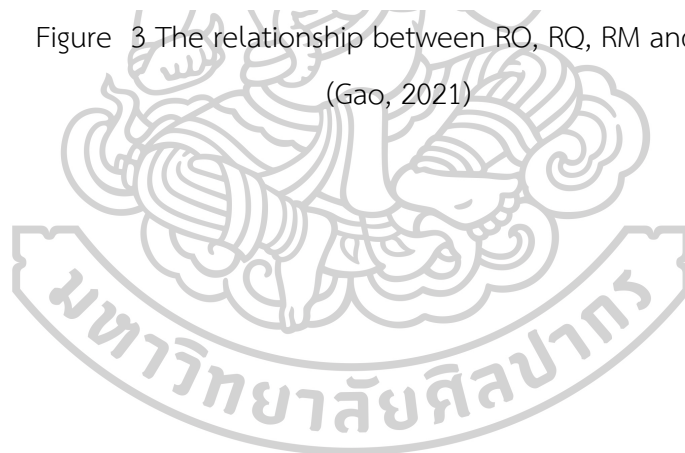 Figure 3 The relationship between RO, RQ, RM and
(Gao, 2021)
มหาวิทยาลัยศิลปากร